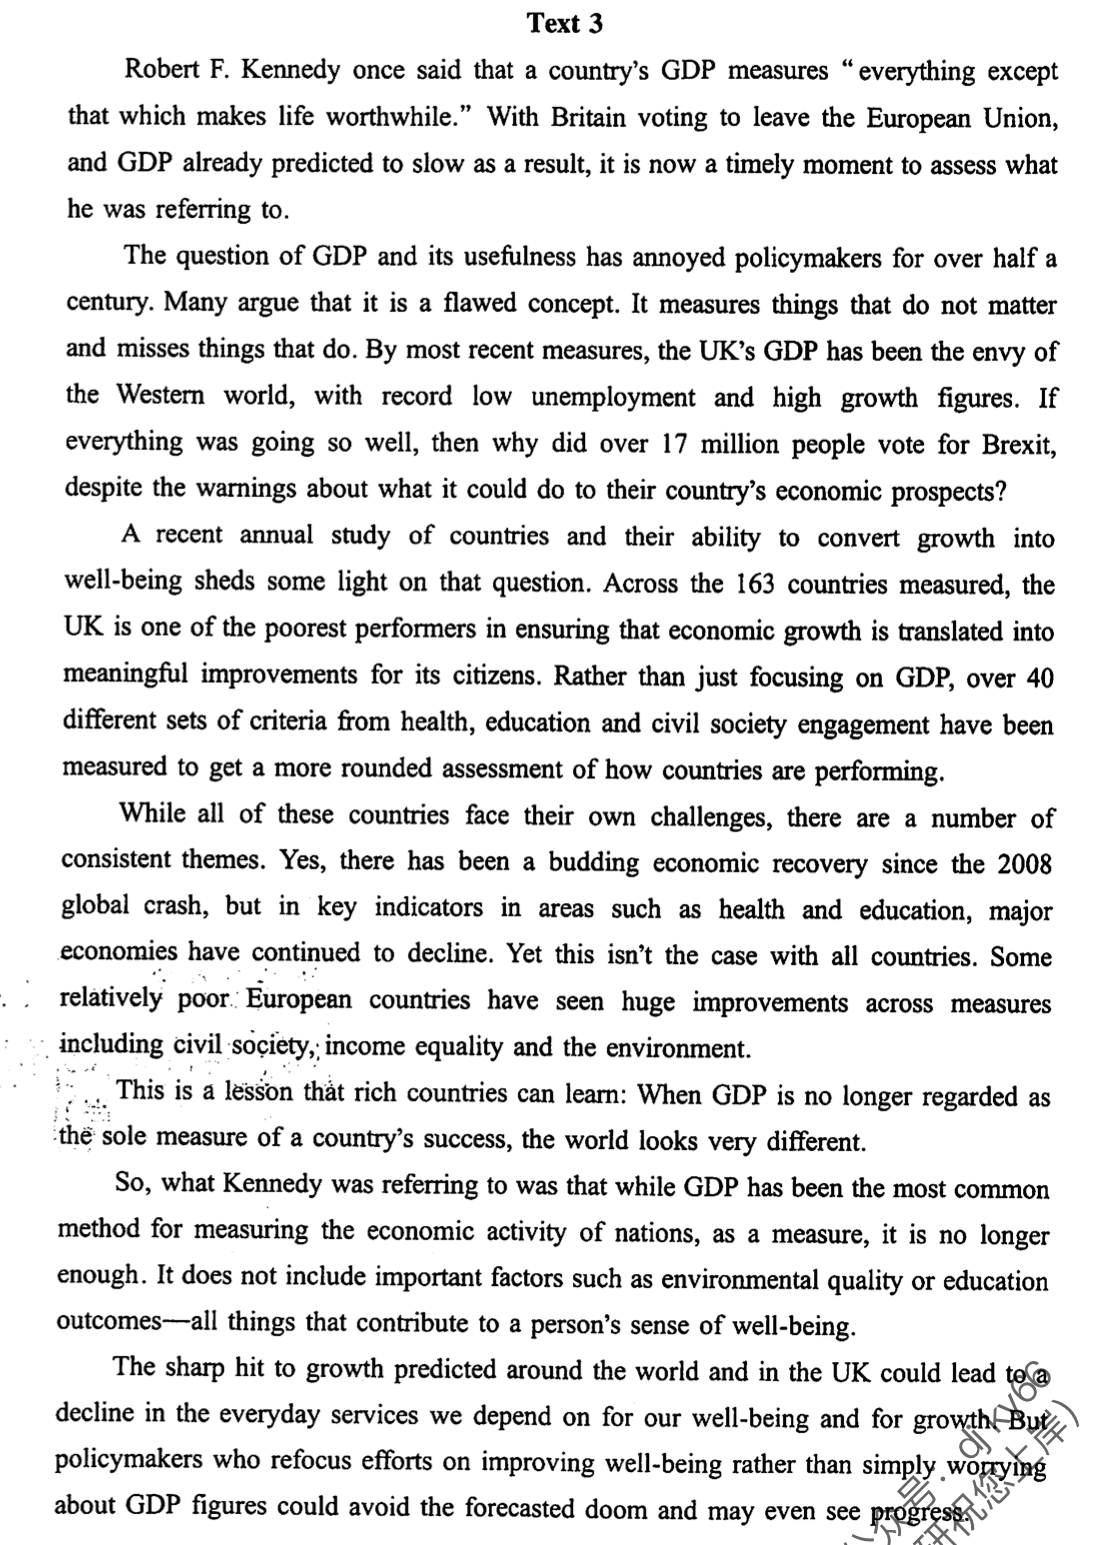 Text 3
Robert F. Kennedy once said that a country's GDP measures “everything except
that which makes life worthwhile.” With Britain voting to leave the European Union,
and GDP already predicted to slow as a result, it is now a timely moment to assess what
he was referring to.
The question of GDP and its usefulness has annoyed policymakers for over half a
century. Many argue that it is a flawed concept. It measures things that do not matter
and misses things that do. By most recent measures, the UK's GDP has been the envy of
the Western world, with record low unemployment and high growth figures. If
everything was going so well, then why did over 17 million people vote for Brexit,
despite the warnings about what it could do to their country's economic prospects?
A recent annual study of countries and their ability to convert growth into
well-being sheds some light on that question. Across the 163 countries measured, the
UK is one of the poorest performers in ensuring that economic growth is translated into
meaningful improvements for its citizens. Rather than just focusing on GDP, over 40
different sets of criteria from health, education and civil society engagement have been
measured to get a more rounded assessment of how countries are performing.
While all of these countries face their own challenges, there are a number of
consistent themes. Yes, there has been a budding economic recovery since the 2008
global crash, but in key indicators in areas such as health and education, major
economies have continued to decline. Yet this isn't the case with all countries. Some
relatively poor European countries have seen huge improvements across measures
including civil society, income equality and the environment.
This is a lesson that rich countries can learn: When GDP is no longer regarded as
the sole measure of a country's success, the world looks very different.
So, what Kennedy was referring to was that while GDP has been the most common
method for measuring the economic activity of nations, as a measure, it is no longer
enough. It does not include important factors such as environmental quality or education
outcomes—all things that contribute to a person's sense of well-being.
The sharp hit to growth predicted around the world and in the UK could lead to a
decline in the everyday services we depend on for our well-being and for growth. But
policymakers who refocus efforts on improving well-being rather than simply worrying
about GDP figures could avoid the forecasted doom and may even see progress.
公众号：djky66
研祝您上岸）